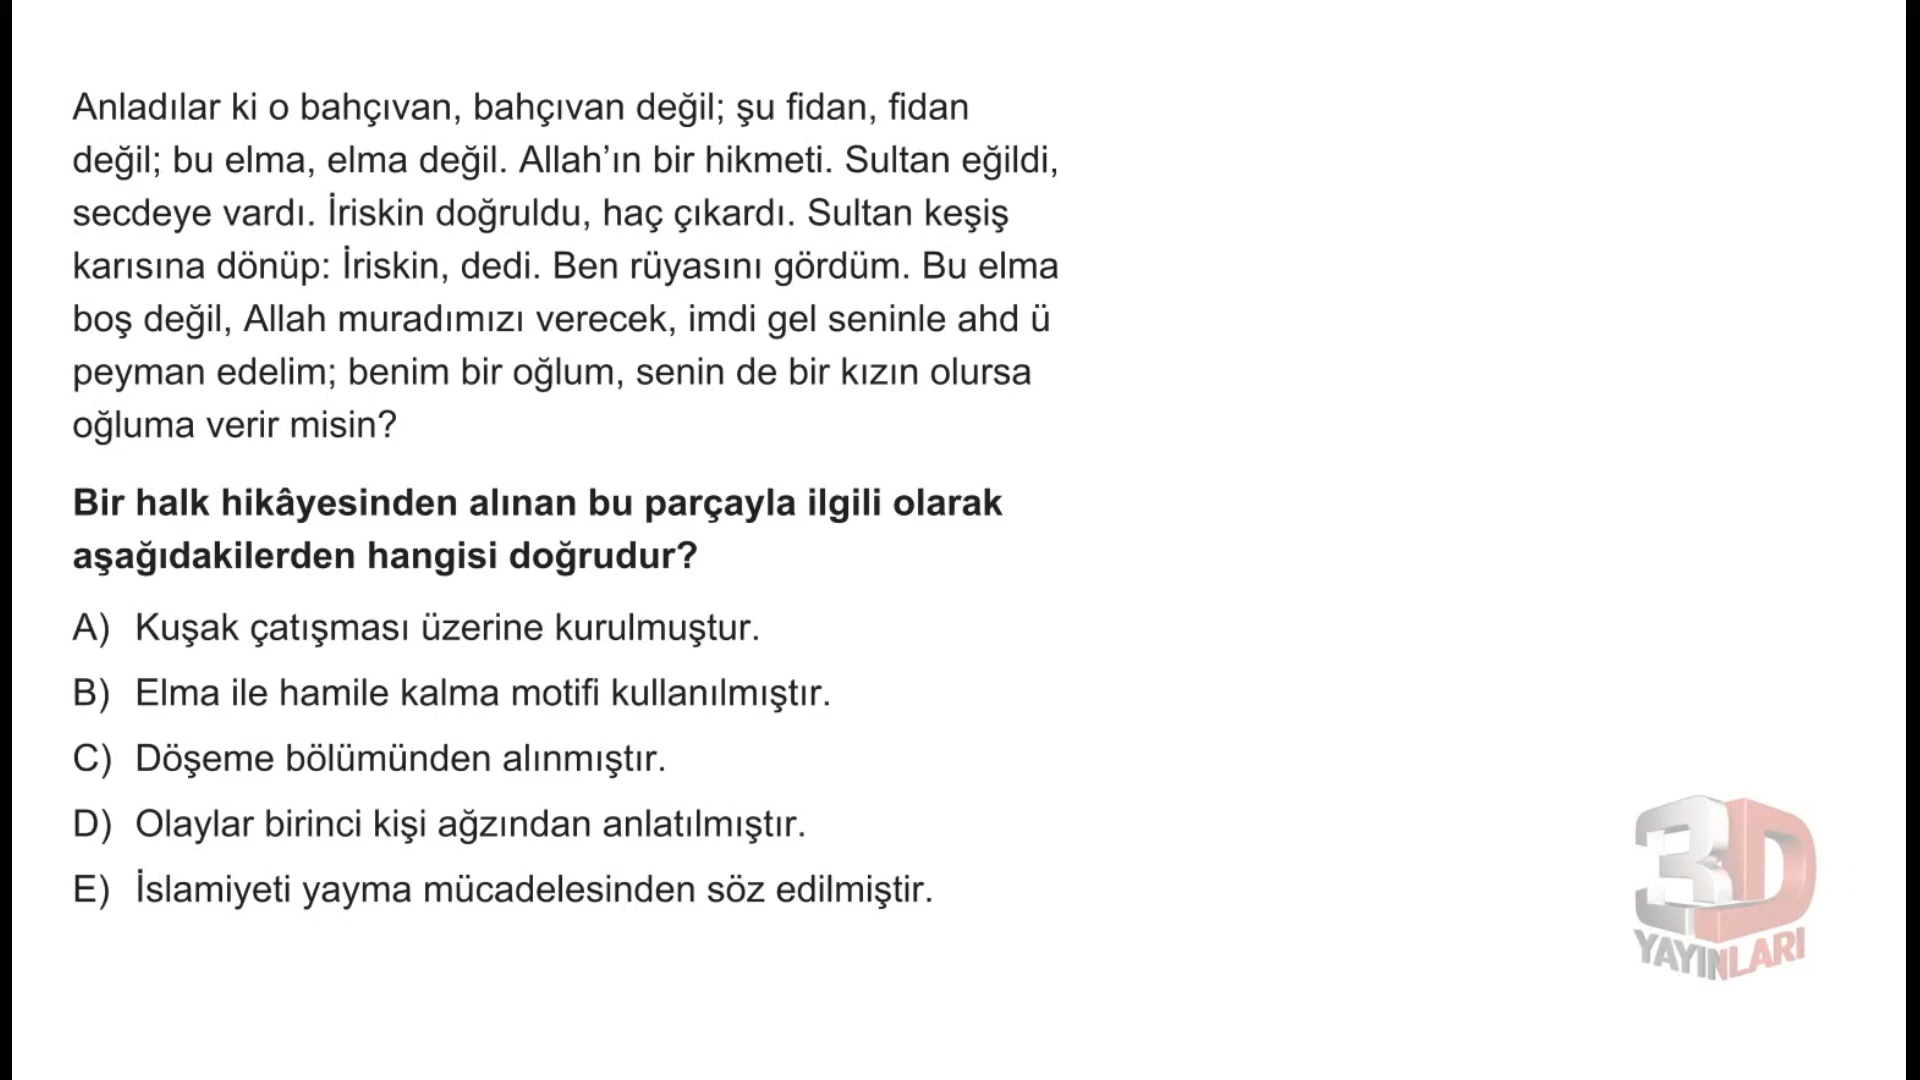 Anladılar ki o bahçıvan, bahçıvan değil; şu fidan, fidan
değil; bu elma, elma değil. Allah’ın bir hikmeti. Sultan eğildi,
secdeye vardı. İriskin doğruldu, haç çıkardı. Sultan keşiş
karısına dönüp: İriskin, dedi. Ben rüyasını gördüm. Bu elma
boş değil, Allah muradımızı verecek, imdi gel seninle ahd ü
peyman edelim; benim bir oğlum, senin de bir kızın olursa
oğluma verir misin?
Bir halk hikâyesinden alınan bu parçayla ilgili olarak
aşağıdakilerden hangisi doğrudur?
A) Kuşak çatışması üzerine kurulmuştur.
B) Elma ile hamile kalma motifi kullanılmıştır.
C) Döşeme bölümünden alınmıştır.
D) Olaylar birinci kişi ağzından anlatılmıştır.
E) İslamiyeti yayma mücadelesinden söz edilmiştir.
3D
YAYINLARI